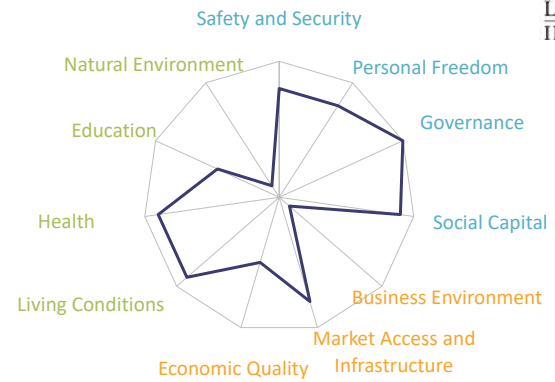 Safety and Security
Natural Environment
Personal Freedom
Education
Governance
Health
Social Capital
Living Conditions
Business Environment
Economic Quality
Market Access and
Infrastructure